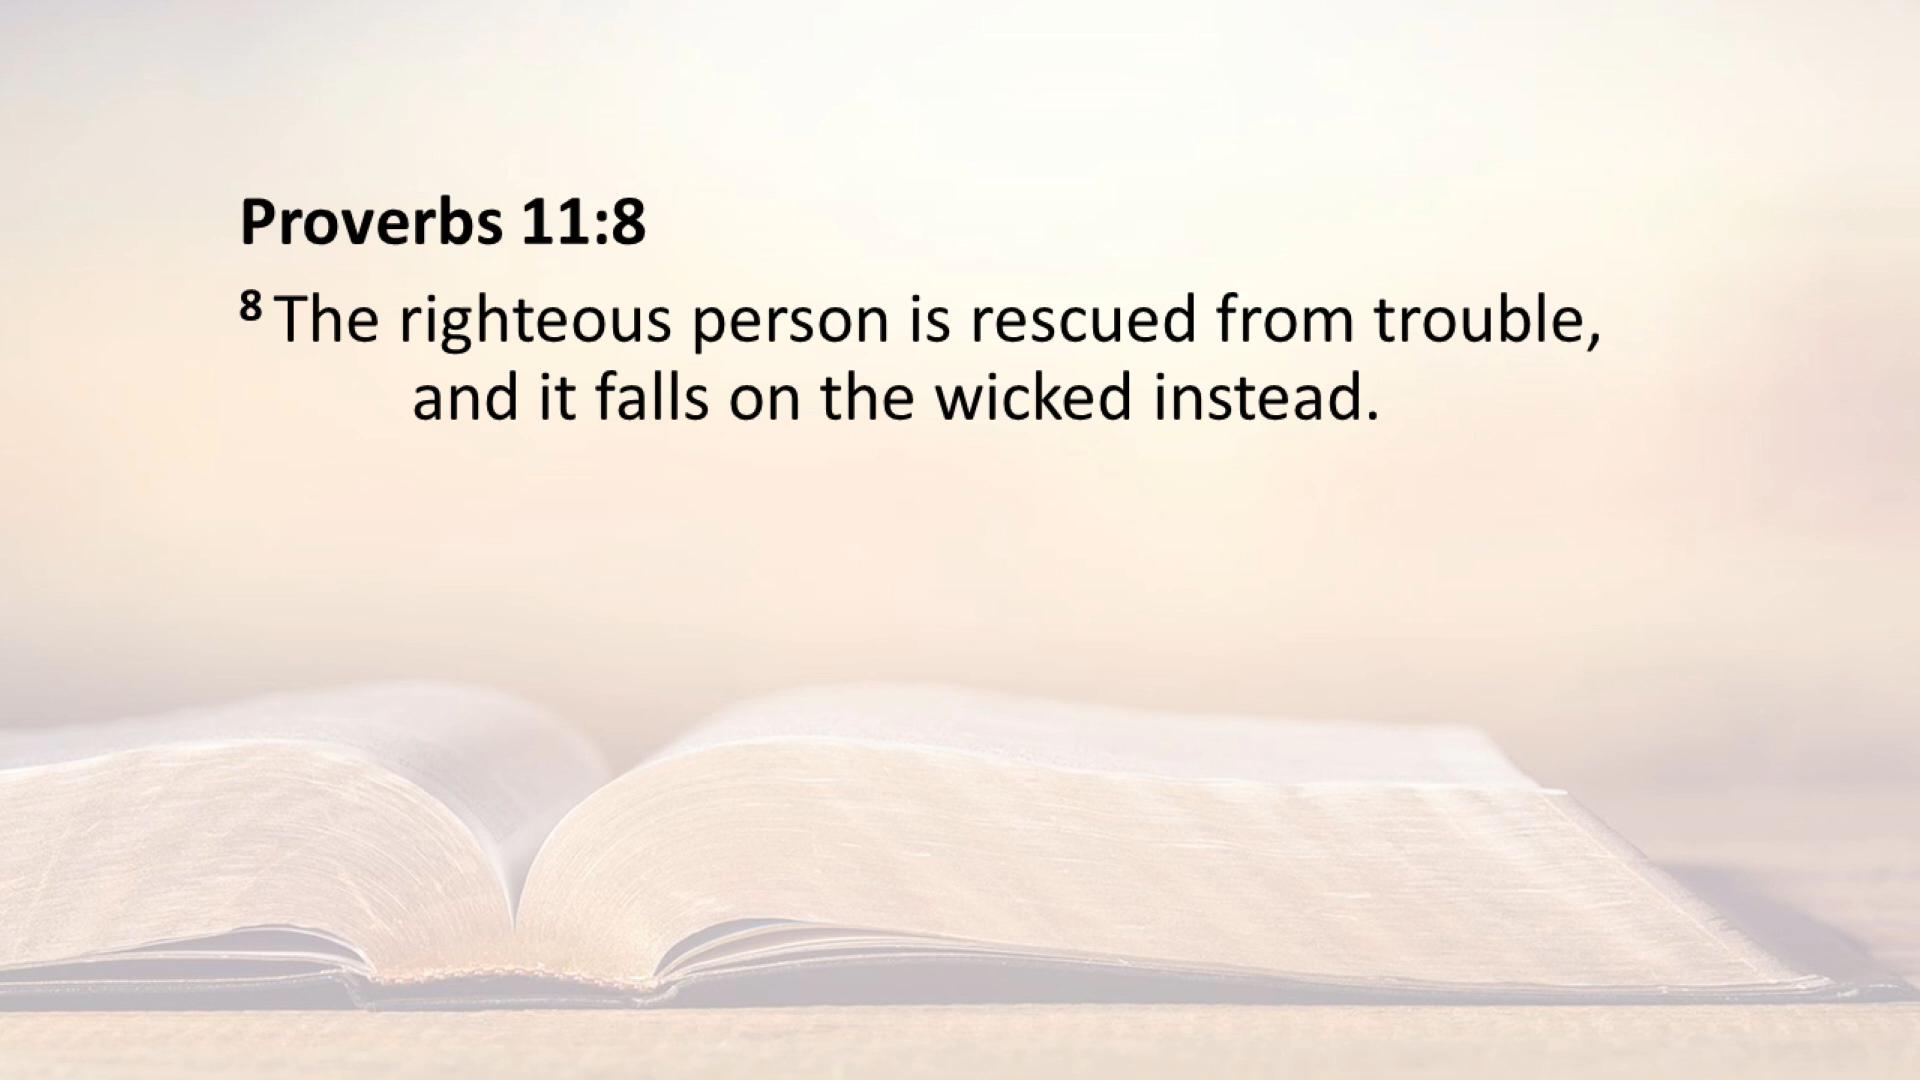 Proverbs 11:8
8 The righteous person is rescued from trouble,
and it falls on the wicked instead.